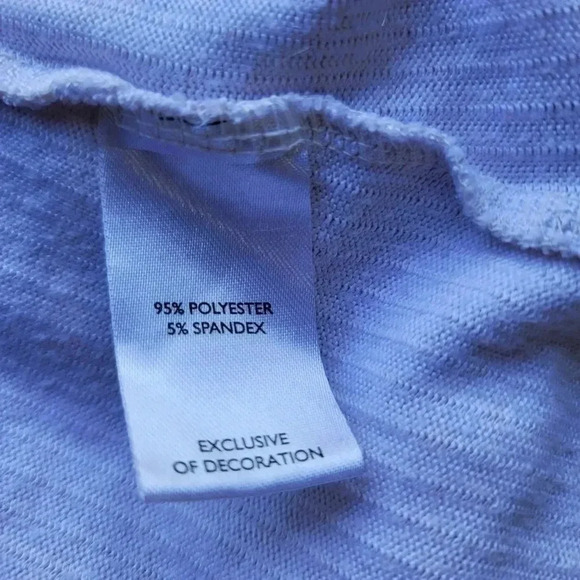 95% POLYESTER
5% SPANDEX
EXCLUSIVE
OF DECORATION